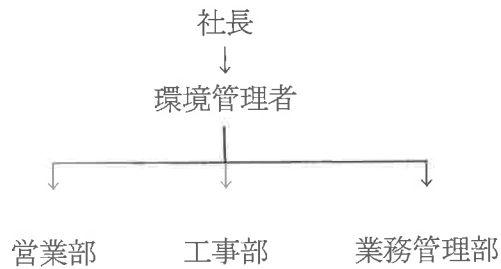 社長
環境管理者
営業部 工事部 業務管理部